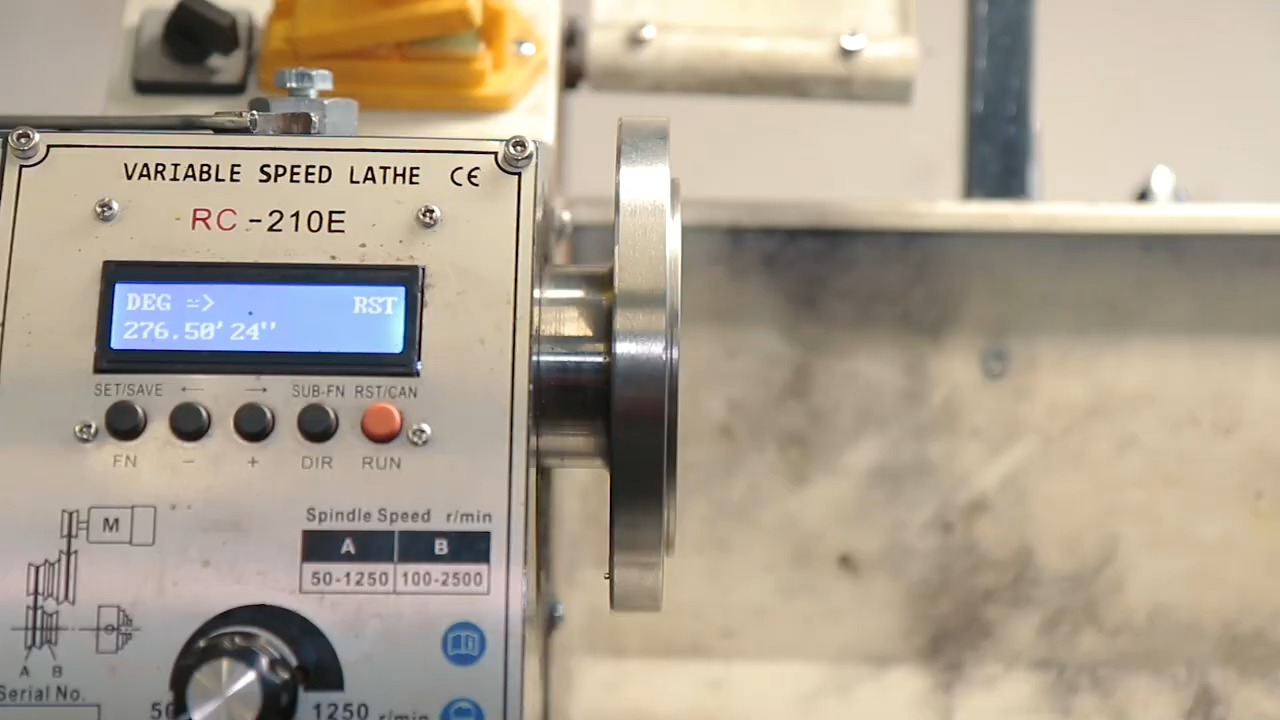 VARIABLE SPEED LATHE CE
RC-210E
DEG => RST
276.50'24"
SET/SAVE ← → SUB-FN RST/CAN
FN - + DIR RUN
M
Spindle Speed r/min
A B
50-1250 100-2500
A B
Serial No.
50 1250 r/min